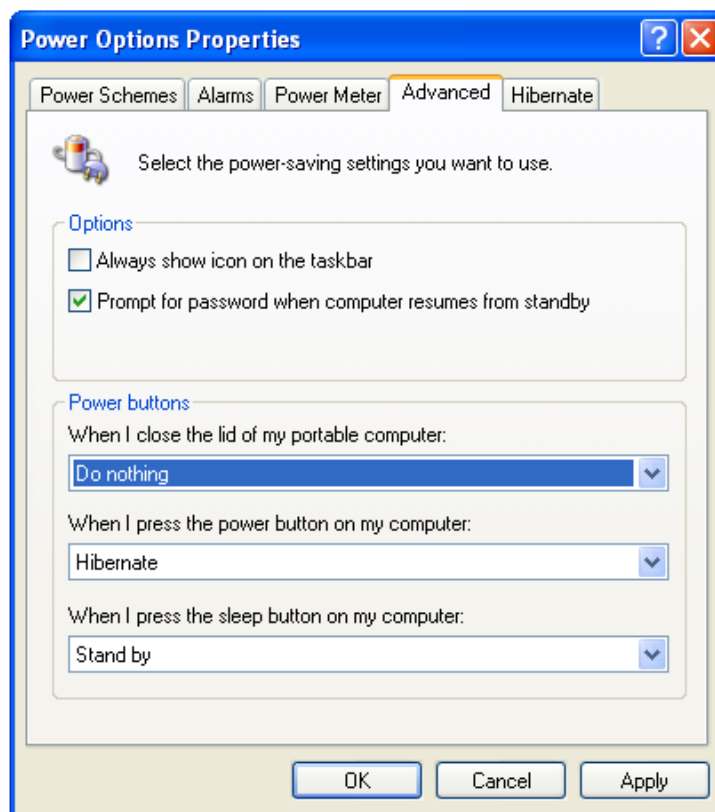 Power Options Properties
Power Schemes Alarms Power Meter Advanced Hibernate
Select the power-saving settings you want to use.
Options
Always show icon on the taskbar
Prompt for password when computer resumes from standby
Power buttons
When I close the lid of my portable computer:
Do nothing
When I press the power button on my computer:
Hibernate
When I press the sleep button on my computer:
Stand by
OK Cancel Apply